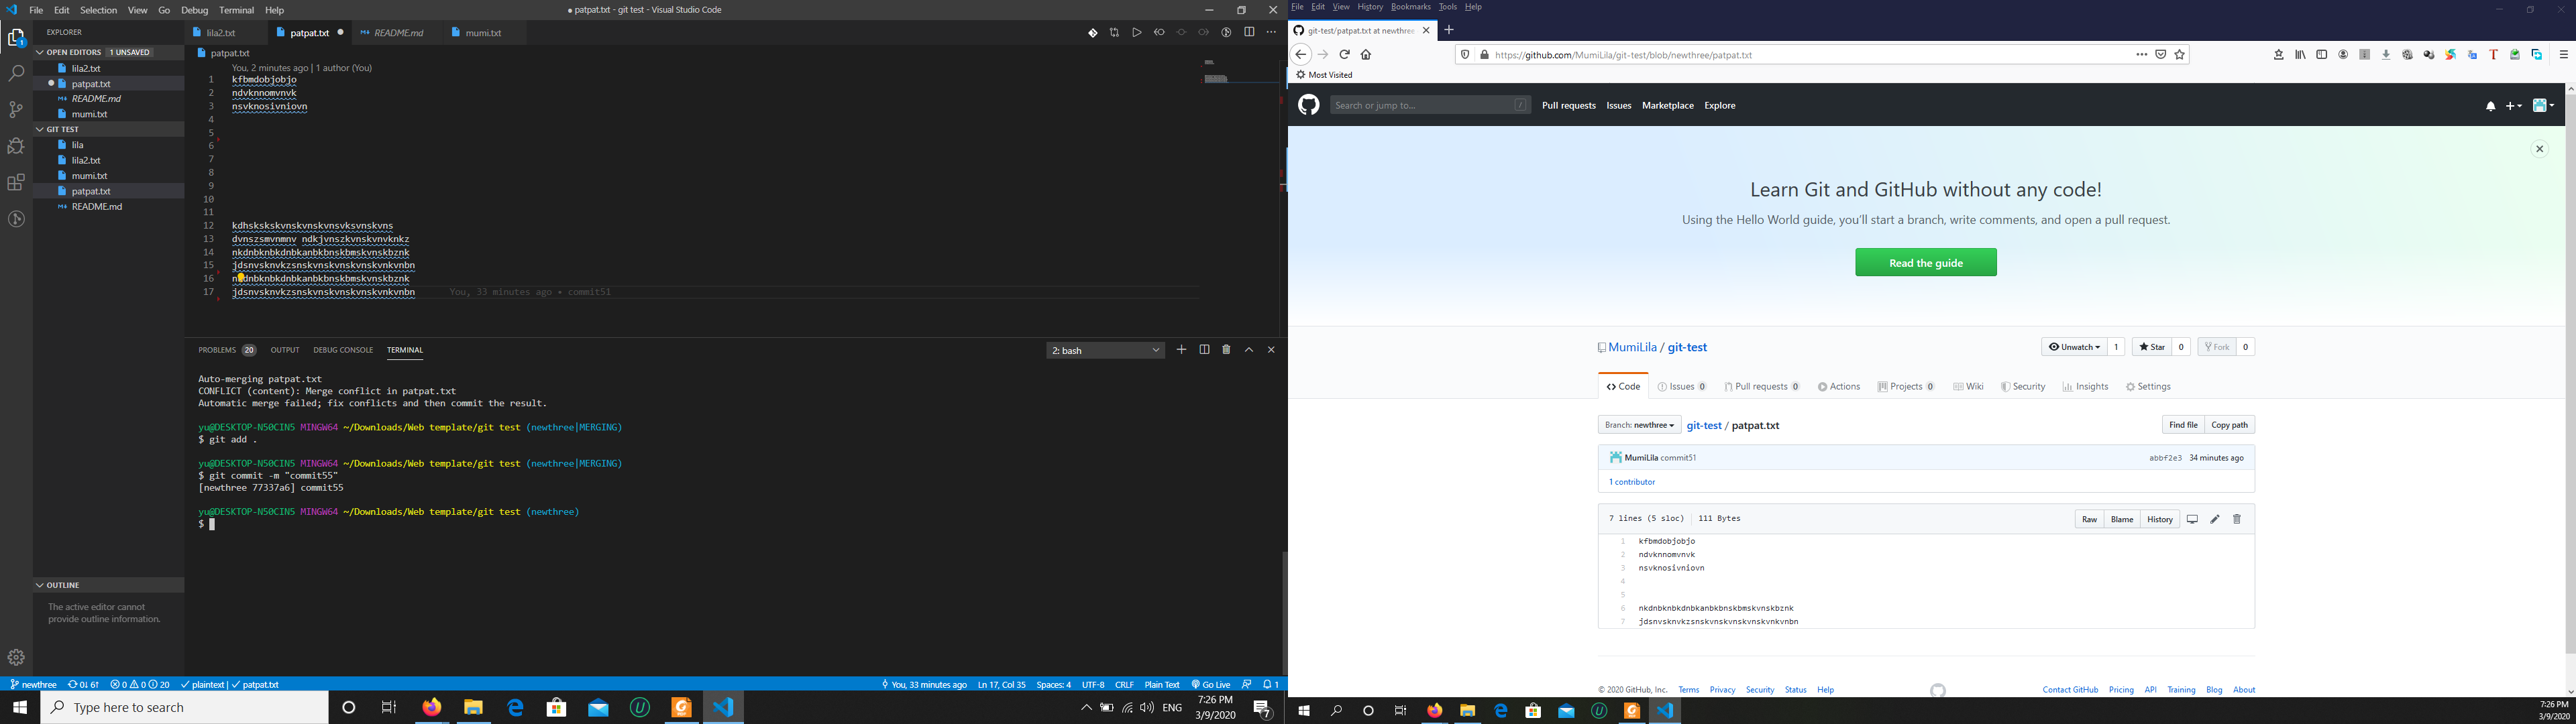 File Edit Selection View Go Debug Terminal Help
● patpat.txt - git test - Visual Studio Code
EXPLORER
OPEN EDITORS 1 UNSAVED
lila2.txt
patpat.txt
README.md
mumi.txt
GIT TEST
lila
lila2.txt
mumi.txt
patpat.txt
README.md
OUTLINE
The active editor cannot
provide outline information.
lila2.txt patpat.txt README.md mumi.txt
patpat.txt
You, 2 minutes ago | 1 author (You)
1 kfbmdobjobjo
2 ndvknnomvnvk
3 nsvknosivniovn
4
5
6
7
8
9
10
11
12 kdhskskskvnskvnskvnsvksvnskvns
13 dvnszsmvnmnv ndkjvnszkvnskvnvknkz
14 nkdnbknbkdnbkanbkbnskbmskvnskbznk
15 jdsnvsknvkzsnskvnskvnskvnskvnkvnbn
16 nkdnbknbkdnbkanbkbnskbmskvnskbznk
17 jdsnvsknvkzsnskvnskvnskvnskvnkvnbn You, 33 minutes ago • commit51
PROBLEMS 20 OUTPUT DEBUG CONSOLE TERMINAL 2: bash
Auto-merging patpat.txt
CONFLICT (content): Merge conflict in patpat.txt
Automatic merge failed; fix conflicts and then commit the result.
yu@DESKTOP-N50CIN5 MINGW64 ~/Downloads/Web template/git test (newthree|MERGING)
$ git add .
yu@DESKTOP-N50CIN5 MINGW64 ~/Downloads/Web template/git test (newthree|MERGING)
$ git commit -m "commit55"
[newthree 77337a6] commit55
yu@DESKTOP-N50CIN5 MINGW64 ~/Downloads/Web template/git test (newthree)
$
newthree 0↓ 6↑ 0 0 20 plaintext | patpat.txt
You, 33 minutes ago Ln 17, Col 35 Spaces: 4 UTF-8 CRLF Plain Text Go Live 1
Type here to search
ENG
7:26 PM
3/9/2020
7
File Edit View History Bookmarks Tools Help
git-test/patpat.txt at newthree
https://github.com/MumiLila/git-test/blob/newthree/patpat.txt
Most Visited
Search or jump to... /
Pull requests Issues Marketplace Explore
Learn Git and GitHub without any code!
Using the Hello World guide, you’ll start a branch, write comments, and open a pull request.
Read the guide
MumiLila / git-test
Unwatch 1 Star 0 Fork 0
Code Issues 0 Pull requests 0 Actions Projects 0 Wiki Security Insights Settings
Branch: newthree git-test / patpat.txt Find file Copy path
MumiLila commit51 abbf2e3 34 minutes ago
1 contributor
7 lines (5 sloc) 111 Bytes Raw Blame History
1 kfbmdobjobjo
2 ndvknnomvnvk
3 nsvknosivniovn
4
5
6 nkdnbknbkdnbkanbkbnskbmskvnskbznk
7 jdsnvsknvkzsnskvnskvnskvnskvnkvnbn
© 2020 GitHub, Inc. Terms Privacy Security Status Help
Contact GitHub Pricing API Training Blog About
7:26 PM
3/9/2020